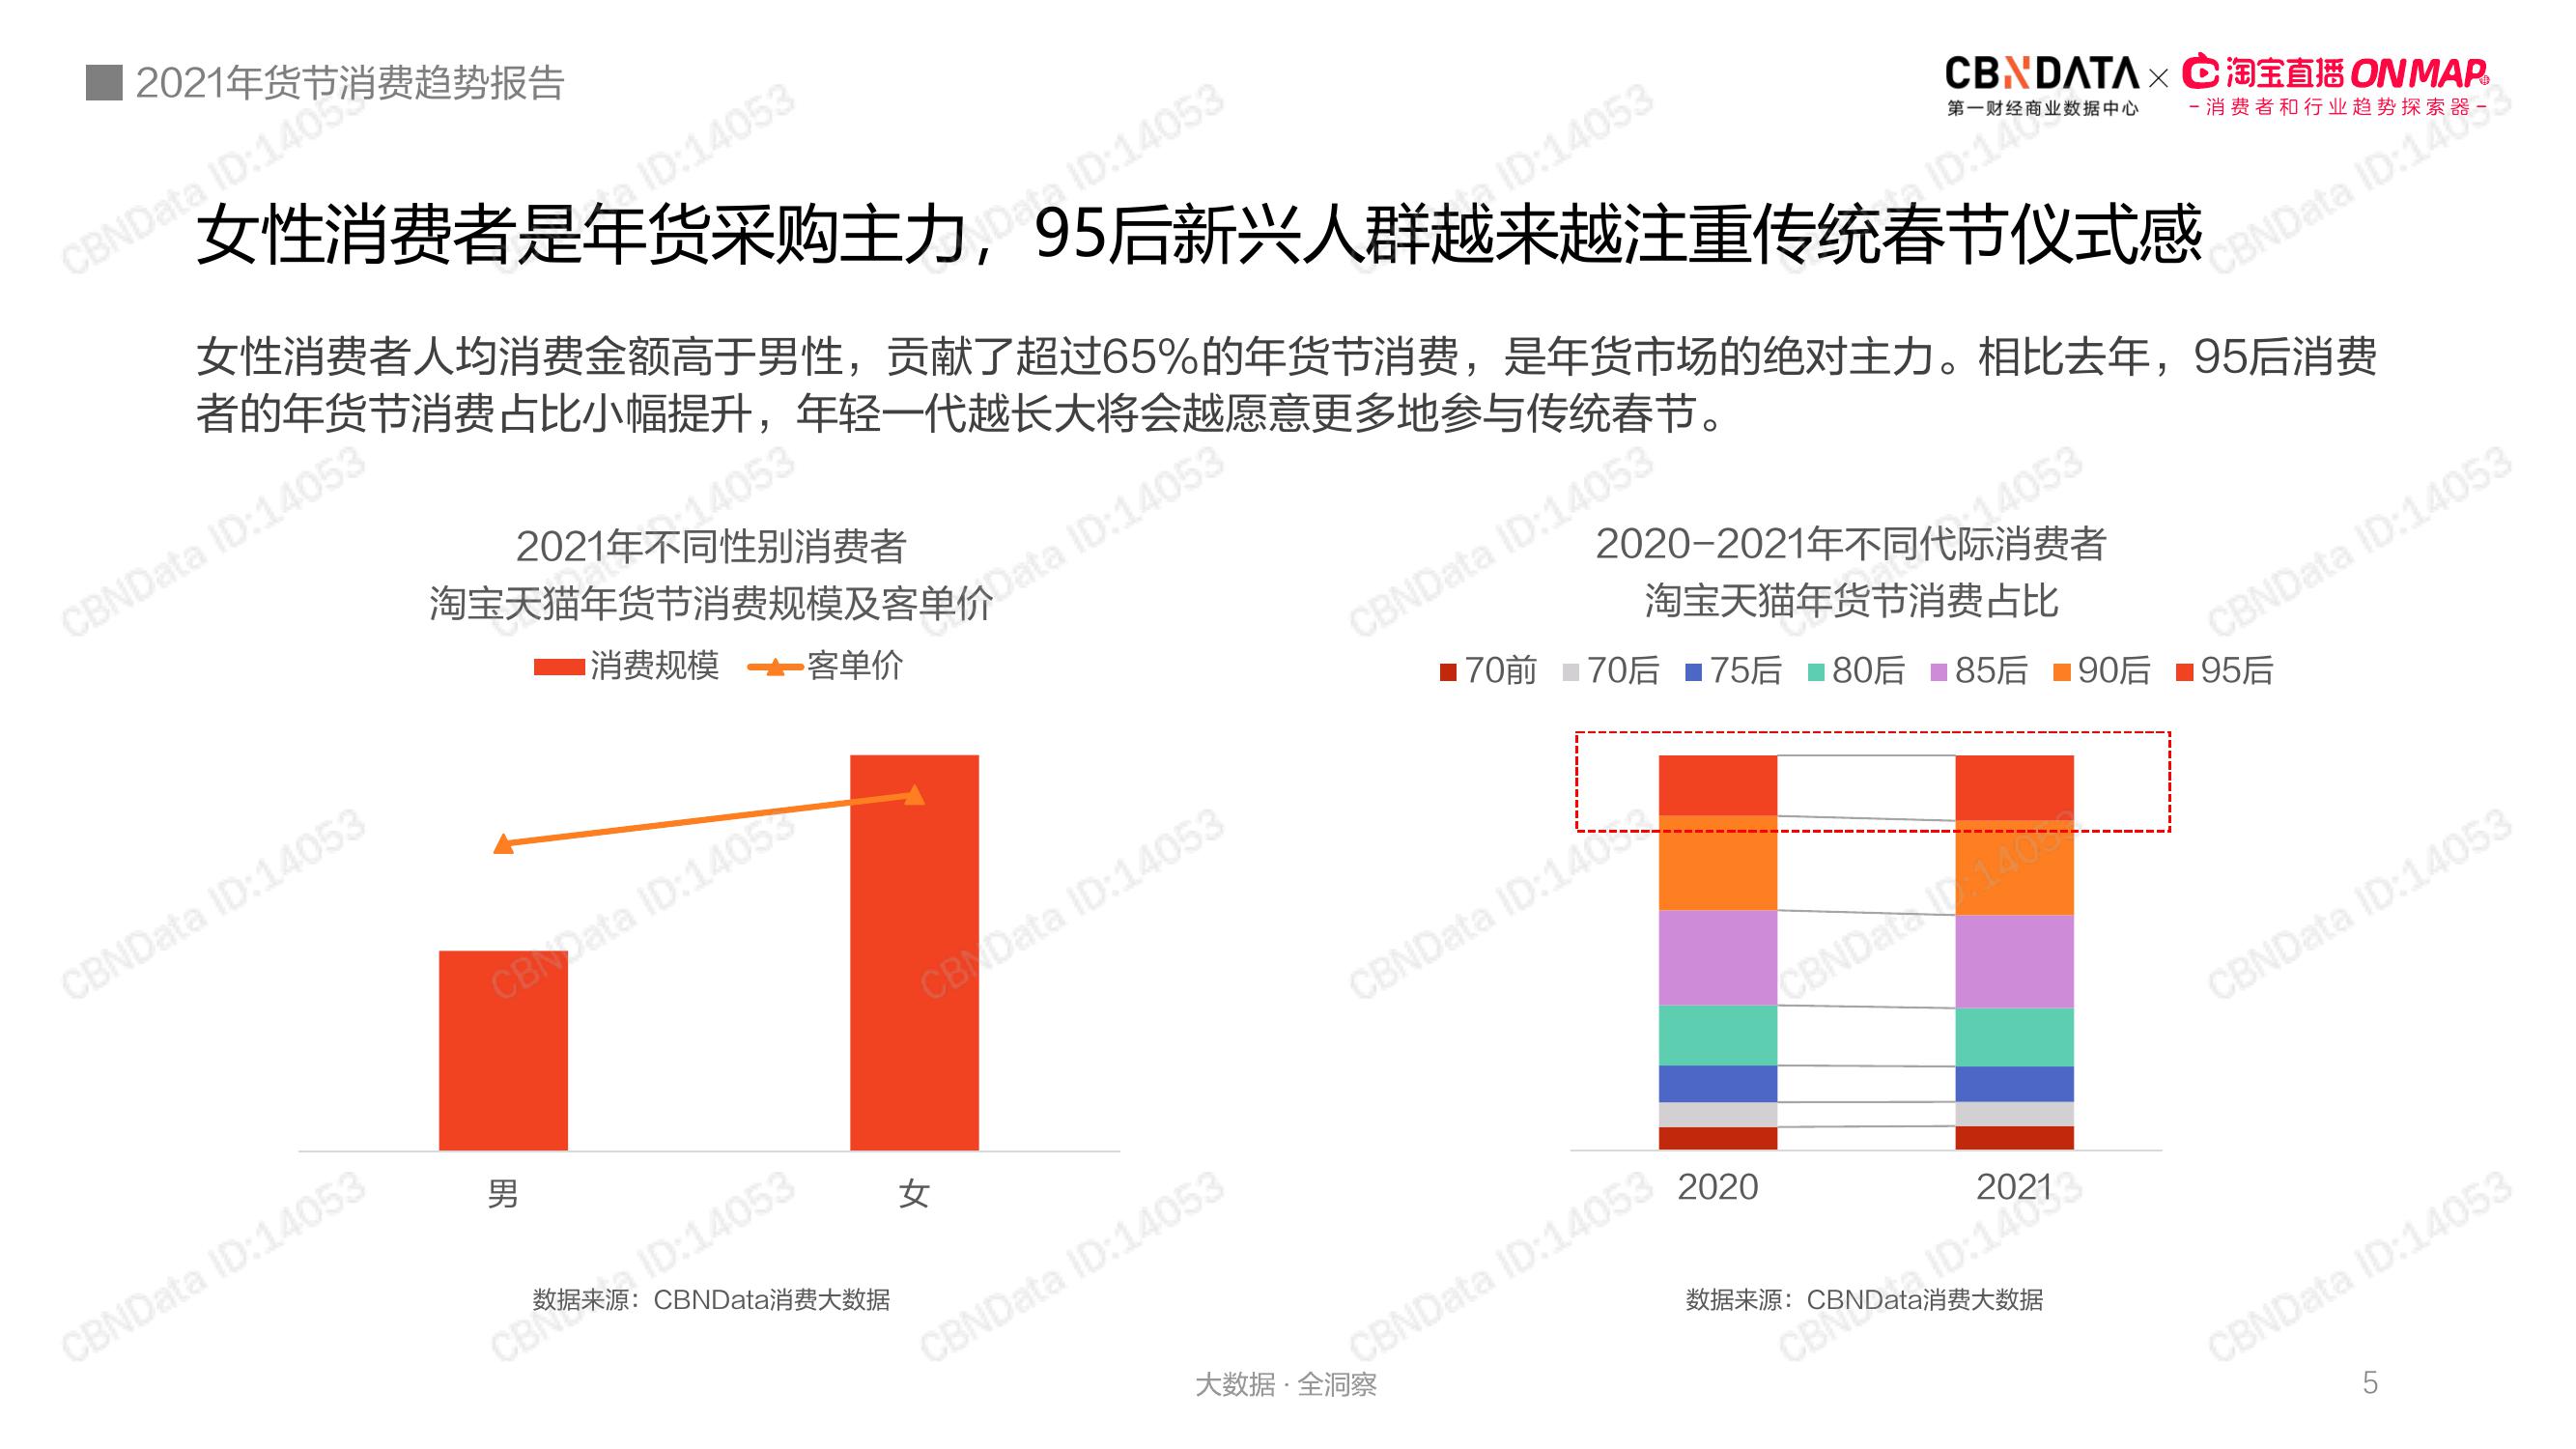 2021年货节消费趋势报告
CBNDATA × 淘宝直播 ON MAP
第一财经商业数据中心
-消费者和行业趋势探索器-
女性消费者是年货采购主力，95后新兴人群越来越注重传统春节仪式感
女性消费者人均消费金额高于男性，贡献了超过65%的年货节消费，是年货市场的绝对主力。相比去年，95后消费
者的年货节消费占比小幅提升，年轻一代越长大将会越愿意更多地参与传统春节。
2021年不同性别消费者
淘宝天猫年货节消费规模及客单价
消费规模 客单价
男 女
数据来源：CBNData消费大数据
2020-2021年不同代际消费者
淘宝天猫年货节消费占比
70前 70后 75后 80后 85后 90后 95后
2020 2021
数据来源：CBNData消费大数据
大数据 · 全洞察
5
CBNData ID:14053